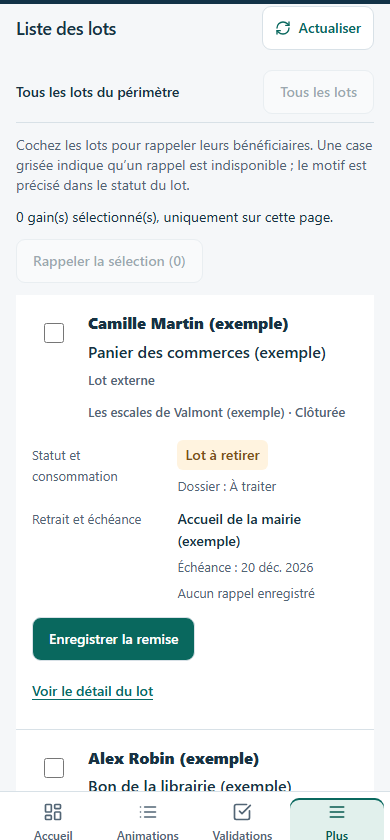 Liste des lots
Actualiser
Tous les lots du périmètre
Tous les lots
Cochez les lots pour rappeler leurs bénéficiaires. Une case
grisée indique qu'un rappel est indisponible ; le motif est
précisé dans le statut du lot.
0 gain(s) sélectionné(s), uniquement sur cette page.
Rappeler la sélection (0)
Camille Martin (exemple)
Panier des commerces (exemple)
Lot externe
Les escales de Valmont (exemple) · Clôturée
Statut et
consommation
Lot à retirer
Dossier : À traiter
Retrait et échéance
Accueil de la mairie
(exemple)
Échéance : 20 déc. 2026
Aucun rappel enregistré
Enregistrer la remise
Voir le détail du lot
Alex Robin (exemple)
Bon de la librairie (exemple)
Accueil
Animations
Validations
Plus